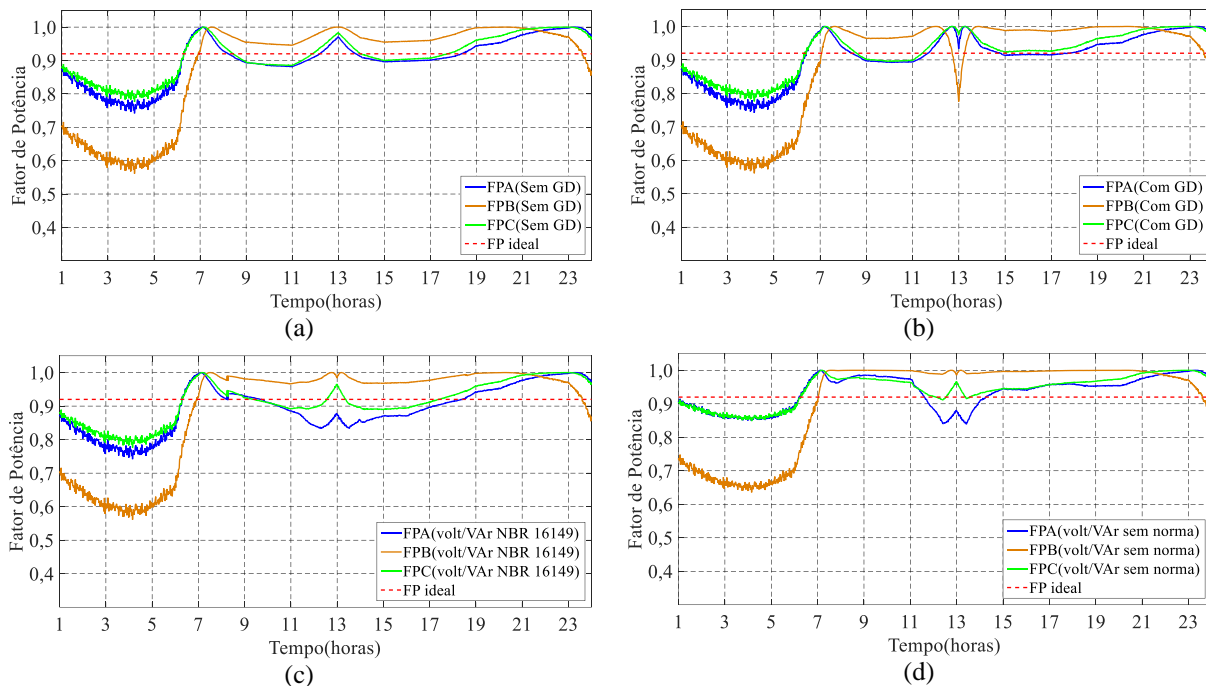 Fator de Potência
1,0
0,9
0,8
0,7
0,6
0,5
0,4
FPA(Sem GD)
FPB(Sem GD)
FPC(Sem GD)
FP ideal
1 3 5 7 9 11 13 15 17 19 21 23
Tempo(horas)
(a)
Fator de Potência
1,0
0,9
0,8
0,7
0,6
0,5
0,4
FPA(Com GD)
FPB(Com GD)
FPC(Com GD)
FP ideal
1 3 5 7 9 11 13 15 17 19 21 23
Tempo(horas)
(b)
Fator de Potência
1,0
0,9
0,8
0,7
0,6
0,5
0,4
FPA(volt/VAr NBR 16149)
FPB(volt/VAr NBR 16149)
FPC(volt/VAr NBR 16149)
FP ideal
1 3 5 7 9 11 13 15 17 19 21 23
Tempo(horas)
(c)
Fator de Potência
1,0
0,9
0,8
0,7
0,6
0,5
0,4
FPA(volt/VAr sem norma)
FPB(volt/VAr sem norma)
FPC(volt/VAr sem norma)
FP ideal
1 3 5 7 9 11 13 15 17 19 21 23
Tempo(horas)
(d)